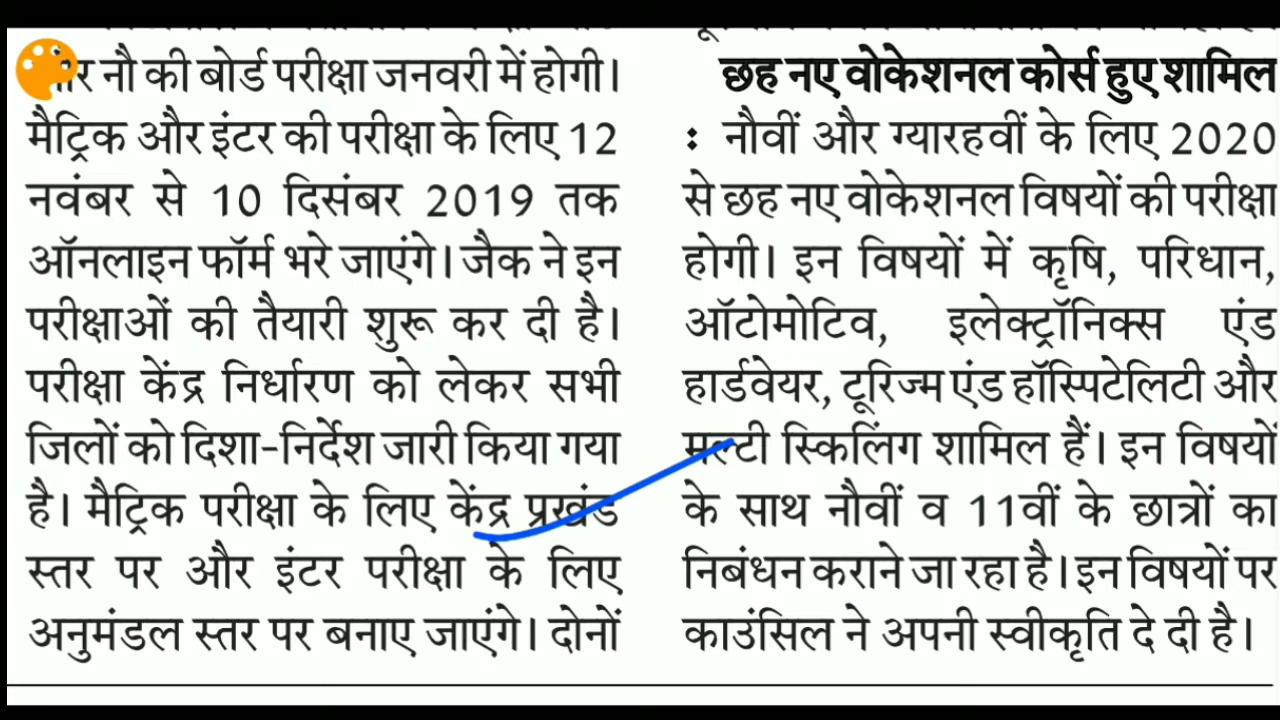 नौ की बोर्ड परीक्षा जनवरी में होगी।
मैट्रिक और इंटर की परीक्षा के लिए 12
नवंबर से 10 दिसंबर 2019 तक
ऑनलाइन फॉर्म भरे जाएंगे। जैक ने इन
परीक्षाओं की तैयारी शुरू कर दी है।
परीक्षा केंद्र निर्धारण को लेकर सभी
जिलों को दिशा-निर्देश जारी किया गया
है। मैट्रिक परीक्षा के लिए केंद्र प्रखंड
स्तर पर और इंटर परीक्षा के लिए
अनुमंडल स्तर पर बनाए जाएंगे। दोनों
छह नए वोकेशनल कोर्स हुए शामिल
: नौवीं और ग्यारहवीं के लिए 2020
से छह नए वोकेशनल विषयों की परीक्षा
होगी। इन विषयों में कृषि, परिधान,
ऑटोमोटिव, इलेक्ट्रॉनिक्स एंड
हार्डवेयर, टूरिज्म एंड हॉस्पिटेलिटी और
मल्टी स्किलिंग शामिल हैं। इन विषयों
के साथ नौवीं व 11वीं के छात्रों का
निबंधन कराने जा रहा है। इन विषयों पर
काउंसिल ने अपनी स्वीकृति दे दी है।